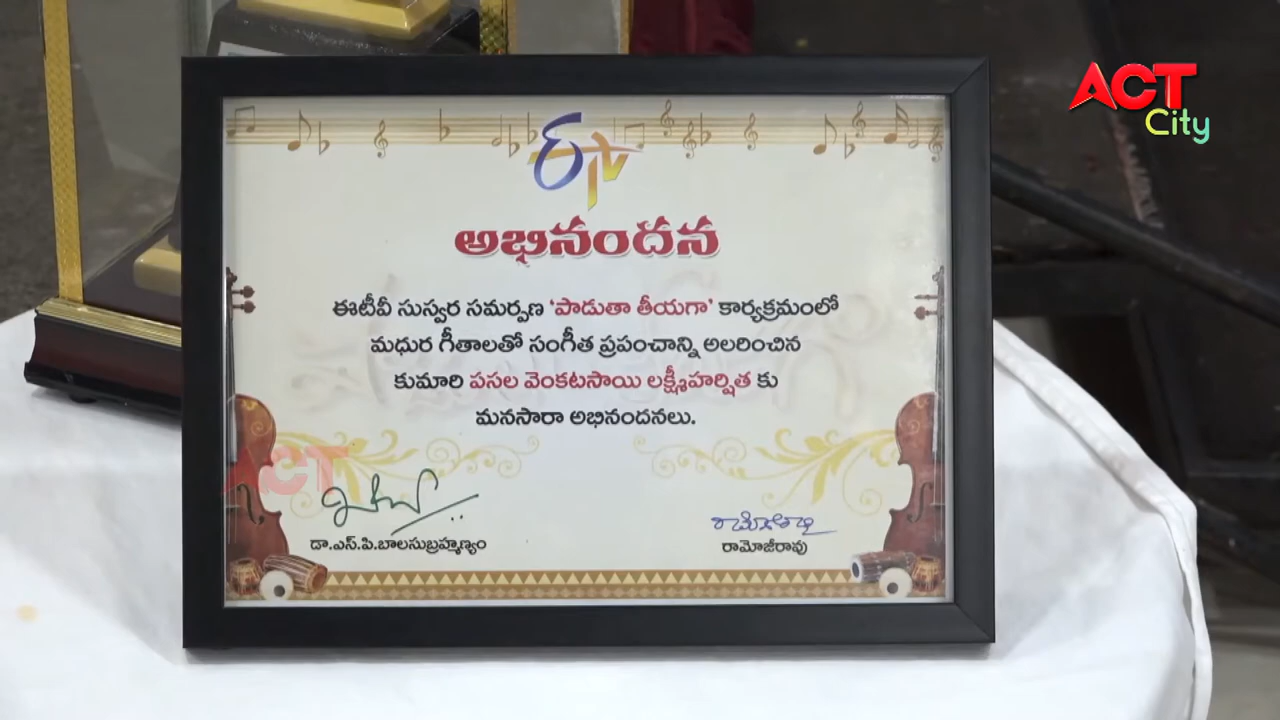 ACT
City
ఈ tv
అభినందన
ఈటీవీ సుస్వర సమర్పణ 'పాడుతా తీయగా' కార్యక్రమంలో
మధుర గీతాలతో సంగీత ప్రపంచాన్ని అలరించిన
కుమారి పసల వెంకటసాయి లక్ష్మీహర్షిత కు
మనసారా అభినందనలు.
ACT
డా.ఎస్.పి.బాలసుబ్రహ్మణ్యం
రామోజీరావు